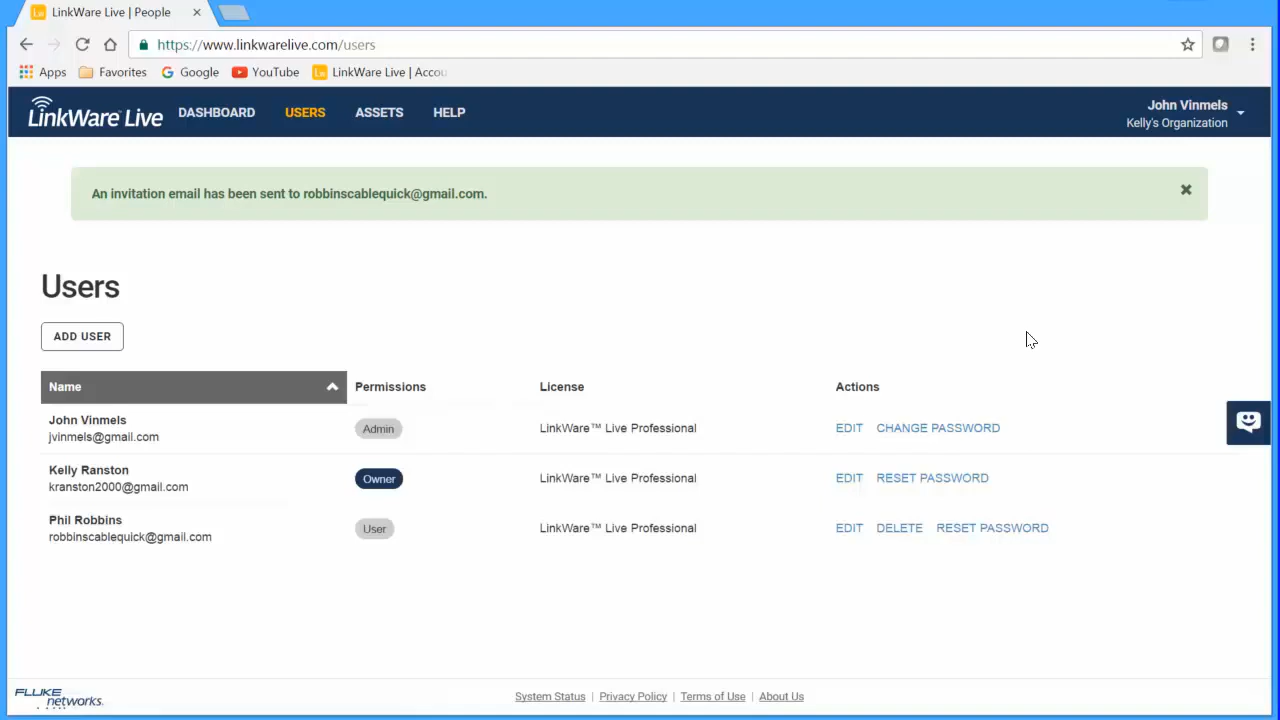 LinkWare Live | People
https://www.linkwarelive.com/users
Apps Favorites Google YouTube LinkWare Live | Accou
LinkWare Live DASHBOARD USERS ASSETS HELP
John Vinmels
Kelly's Organization
An invitation email has been sent to robbinscablequick@gmail.com.
Users
ADD USER
Name Permissions License Actions
John Vinmels
jvinmels@gmail.com
Admin LinkWare™ Live Professional EDIT CHANGE PASSWORD
Kelly Ranston
kranston2000@gmail.com
Owner LinkWare™ Live Professional EDIT RESET PASSWORD
Phil Robbins
robbinscablequick@gmail.com
User LinkWare™ Live Professional EDIT DELETE RESET PASSWORD
FLUKE
networks.
System Status | Privacy Policy | Terms of Use | About Us